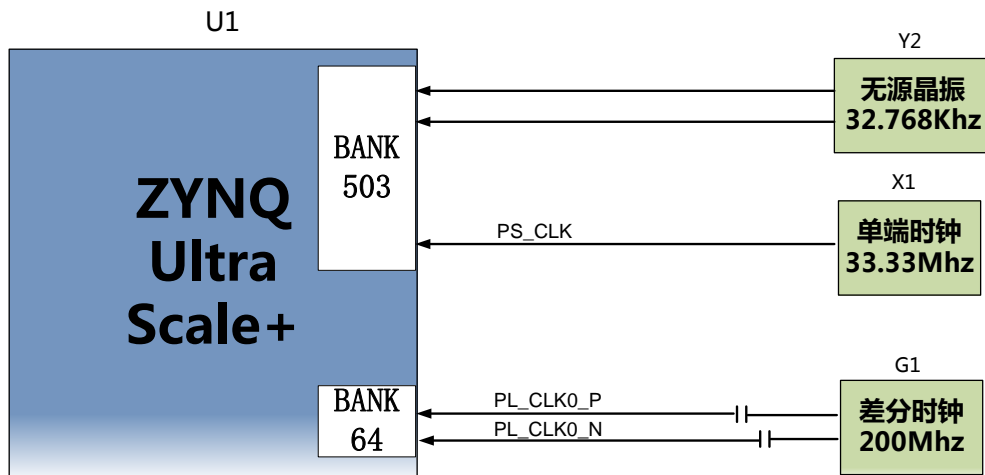 U1
ZYNQ
Ultra
Scale+
BANK
503
BANK
64
Y2
无源晶振
32.768Khz
X1
PS_CLK
单端时钟
33.33Mhz
G1
PL_CLK0_P
PL_CLK0_N
差分时钟
200Mhz